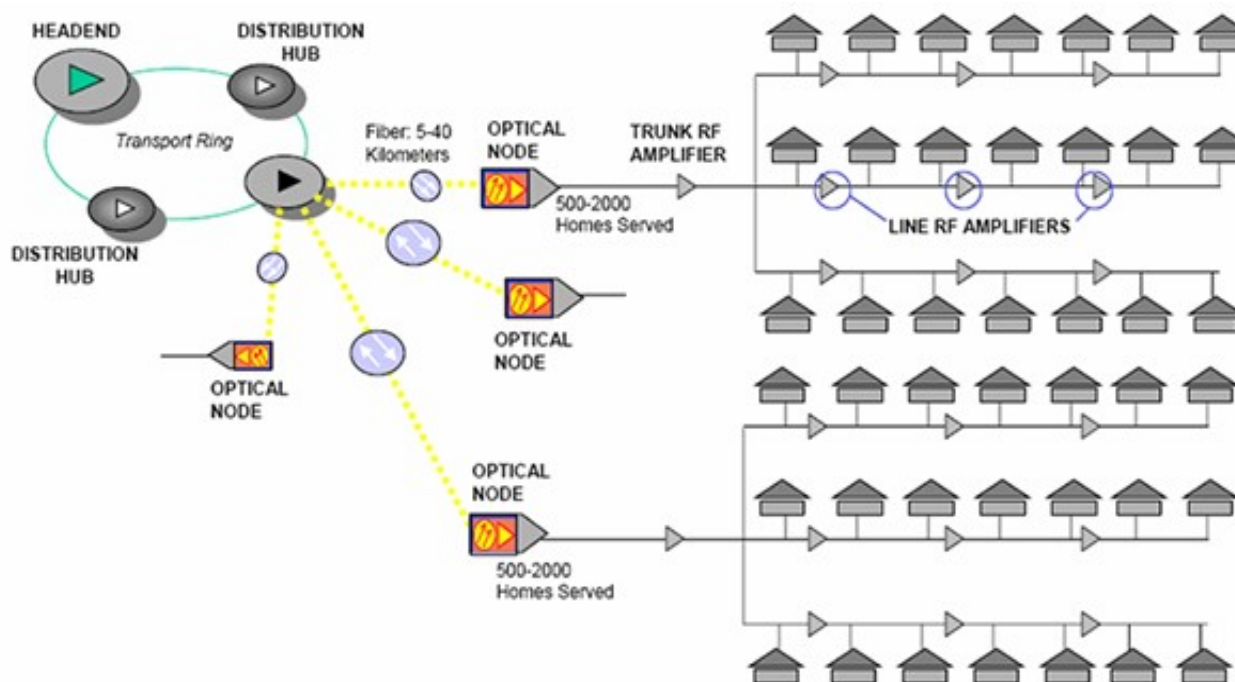 HEADEND
DISTRIBUTION
HUB
Transport Ring
Fiber: 5-40
Kilometers
OPTICAL
NODE
TRUNK RF
AMPLIFIER
500-2000
Homes Served
LINE RF AMPLIFIERS
DISTRIBUTION
HUB
OPTICAL
NODE
OPTICAL
NODE
OPTICAL
NODE
500-2000
Homes Served